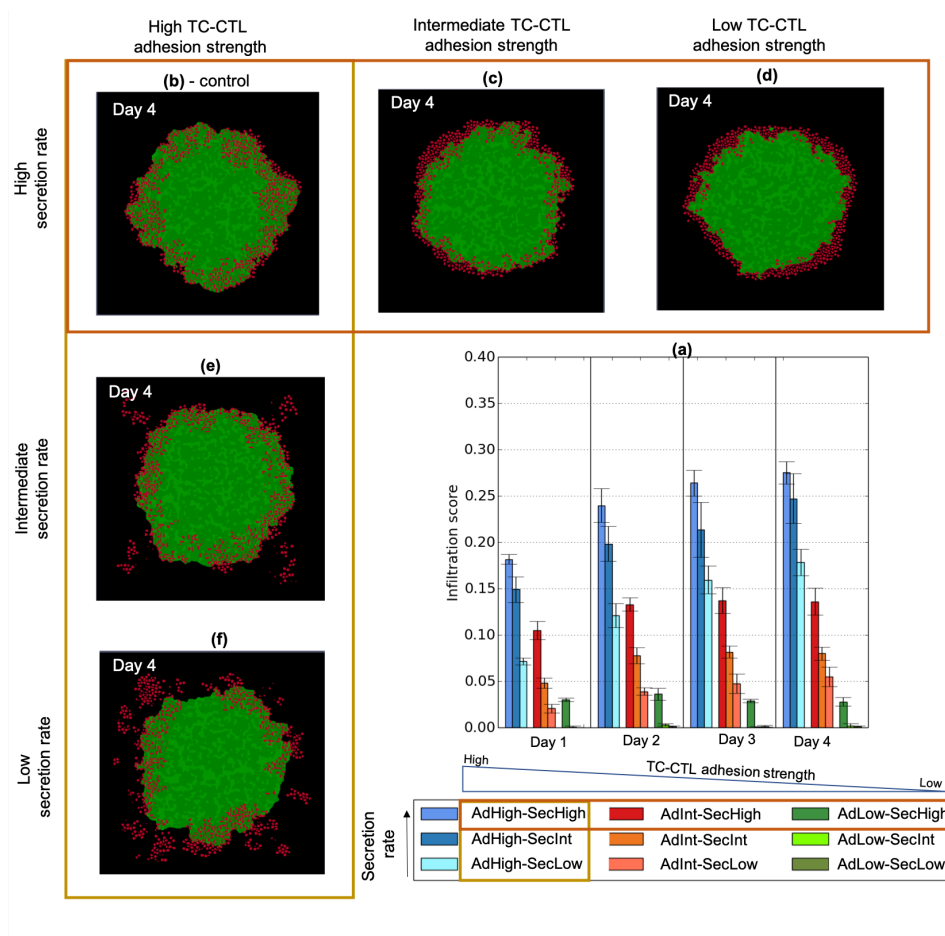 High TC-CTL
adhesion strength
Intermediate TC-CTL
adhesion strength
Low TC-CTL
adhesion strength
High
secretion rate
(b) - control
Day 4
(c)
Day 4
(d)
Day 4
Intermediate
secretion rate
(e)
Day 4
Low
secretion rate
(f)
Day 4
(a)
Infiltration score
0.40
0.35
0.30
0.25
0.20
0.15
0.10
0.05
0.00
Day 1
Day 2
Day 3
Day 4
High
TC-CTL adhesion strength
Low
Secretion
rate
AdHigh-SecHigh
AdInt-SecHigh
AdLow-SecHigh
AdHigh-SecInt
AdInt-SecInt
AdLow-SecInt
AdHigh-SecLow
AdInt-SecLow
AdLow-SecLow